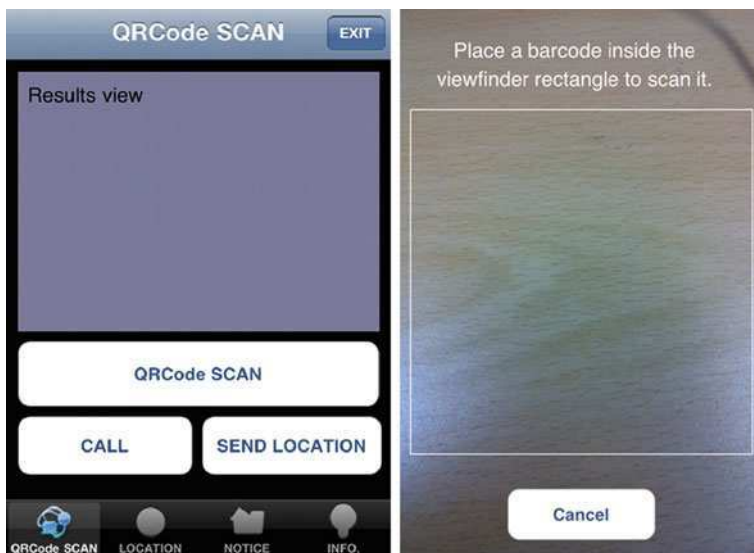 QRCode SCAN
EXIT
Results view
QRCode SCAN
CALL
SEND LOCATION
QRCode SCAN
LOCATION
NOTICE
INFO.
Place a barcode inside the
viewfinder rectangle to scan it.
Cancel